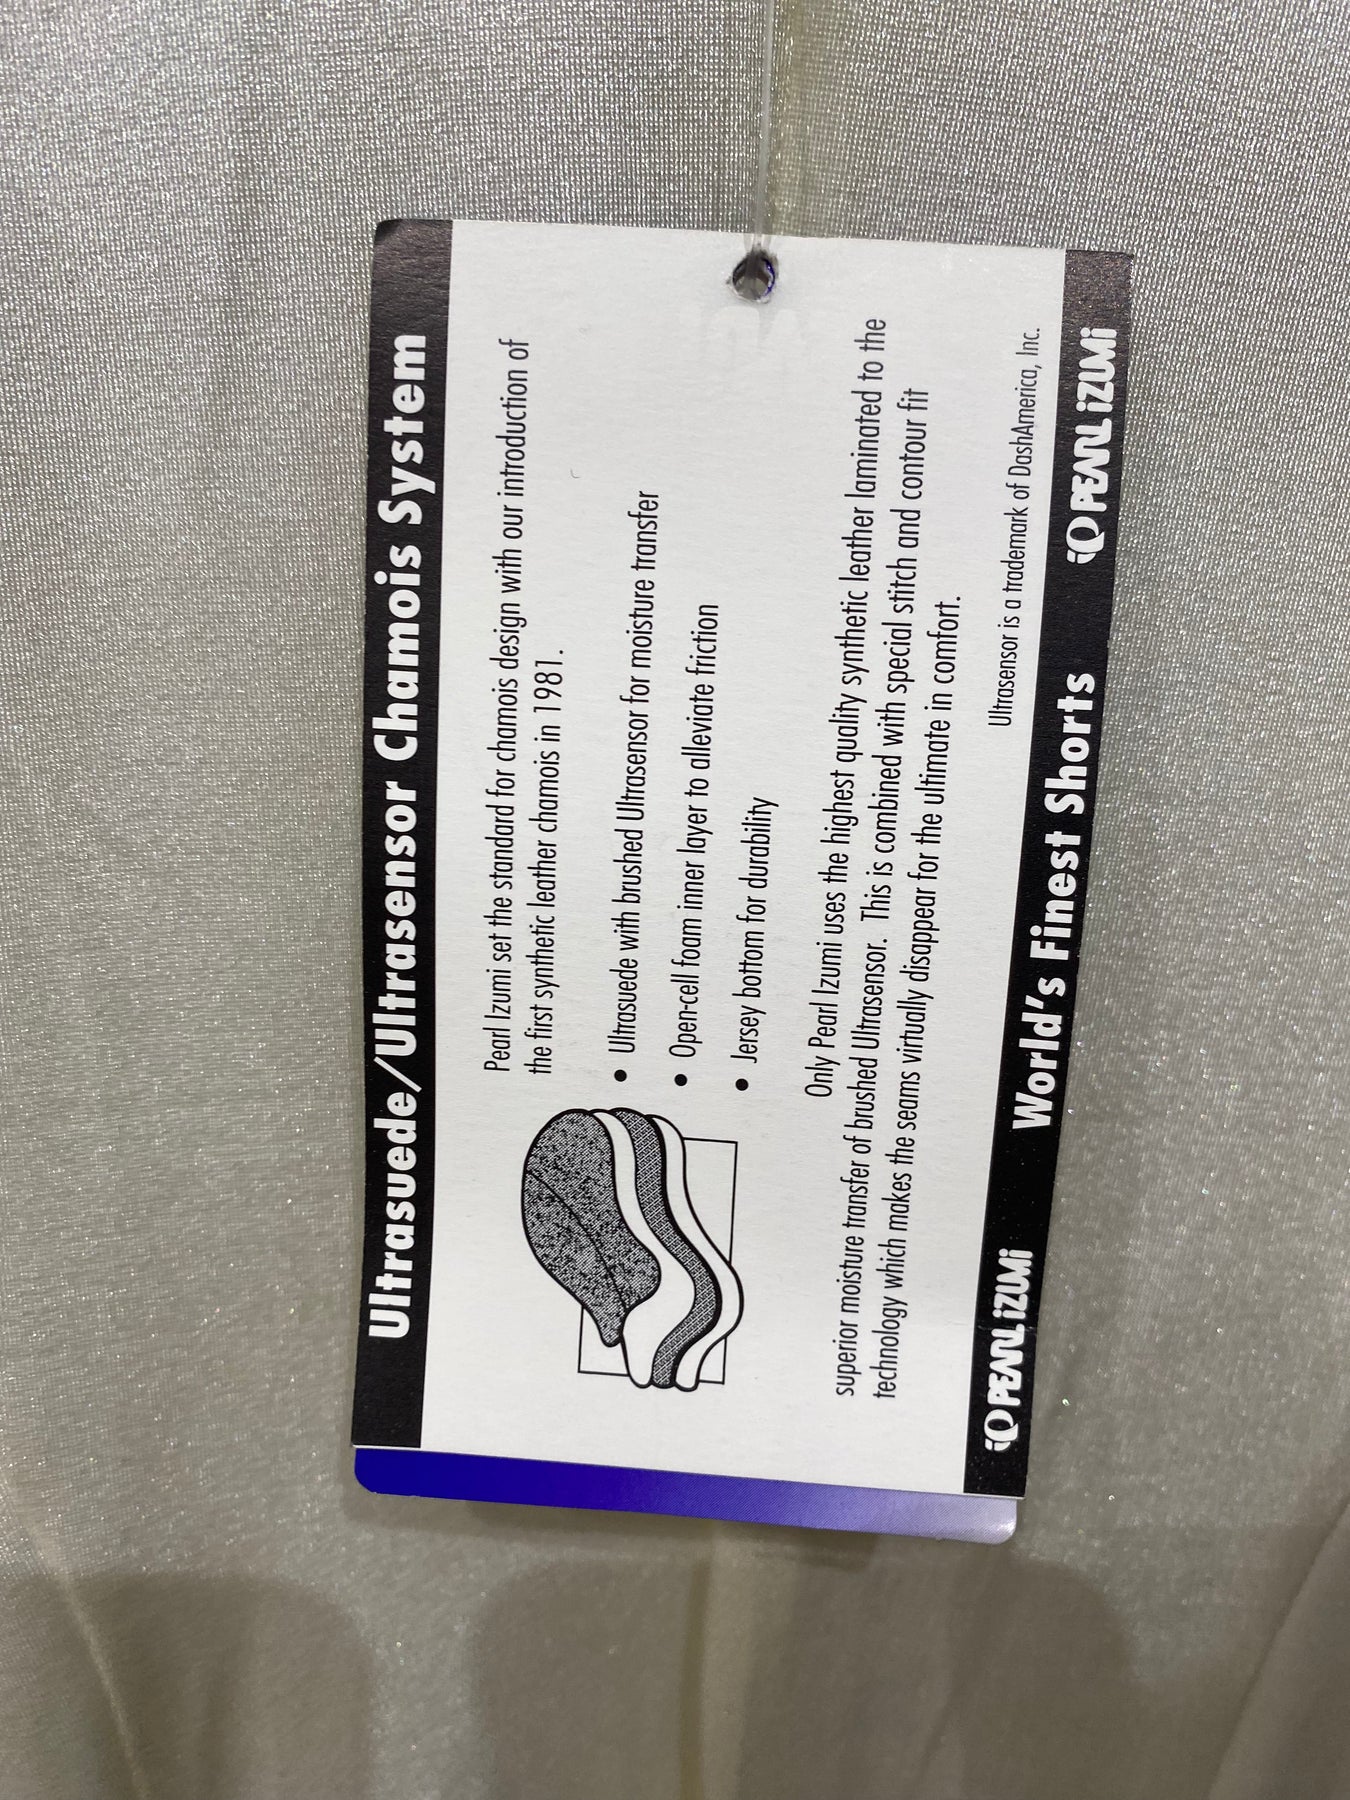 Ultrasuede/Ultrasensor Chamois System
Pearl Izumi set the standard for chamois design with our introduction of
the first synthetic leather chamois in 1981.
• Ultrasuede with brushed Ultrasensor for moisture transfer
• Open-cell foam inner layer to alleviate friction
• Jersey bottom for durability
Only Pearl Izumi uses the highest quality synthetic leather laminated to the
superior moisture transfer of brushed Ultrasensor. This is combined with special stitch and contour fit
technology which makes the seams virtually disappear for the ultimate in comfort.
Ultrasensor is a trademark of DashAmerica, Inc.
PEARL iZUMi World's Finest Shorts PEARL iZUMi